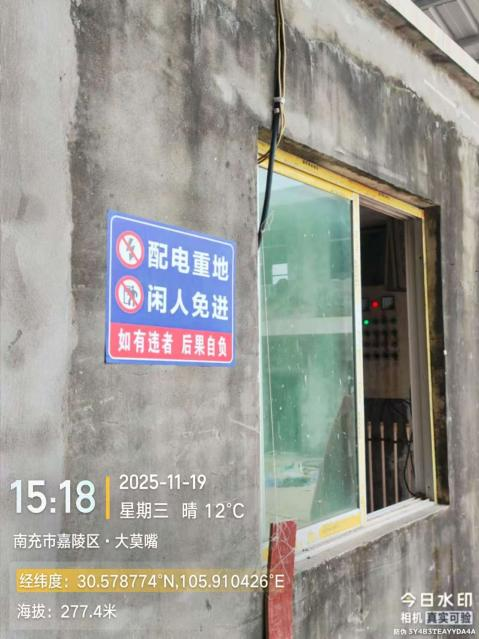 配电重地
闲人免进
如有违者 后果自负
15:18
2025-11-19
星期三 晴 12°C
南充市嘉陵区·大莫嘴
经纬度：30.578774°N,105.910426°E
海拔：277.4米
今日水印
相机 真实可验
防伪 5Y4B3TEAYYDA4A